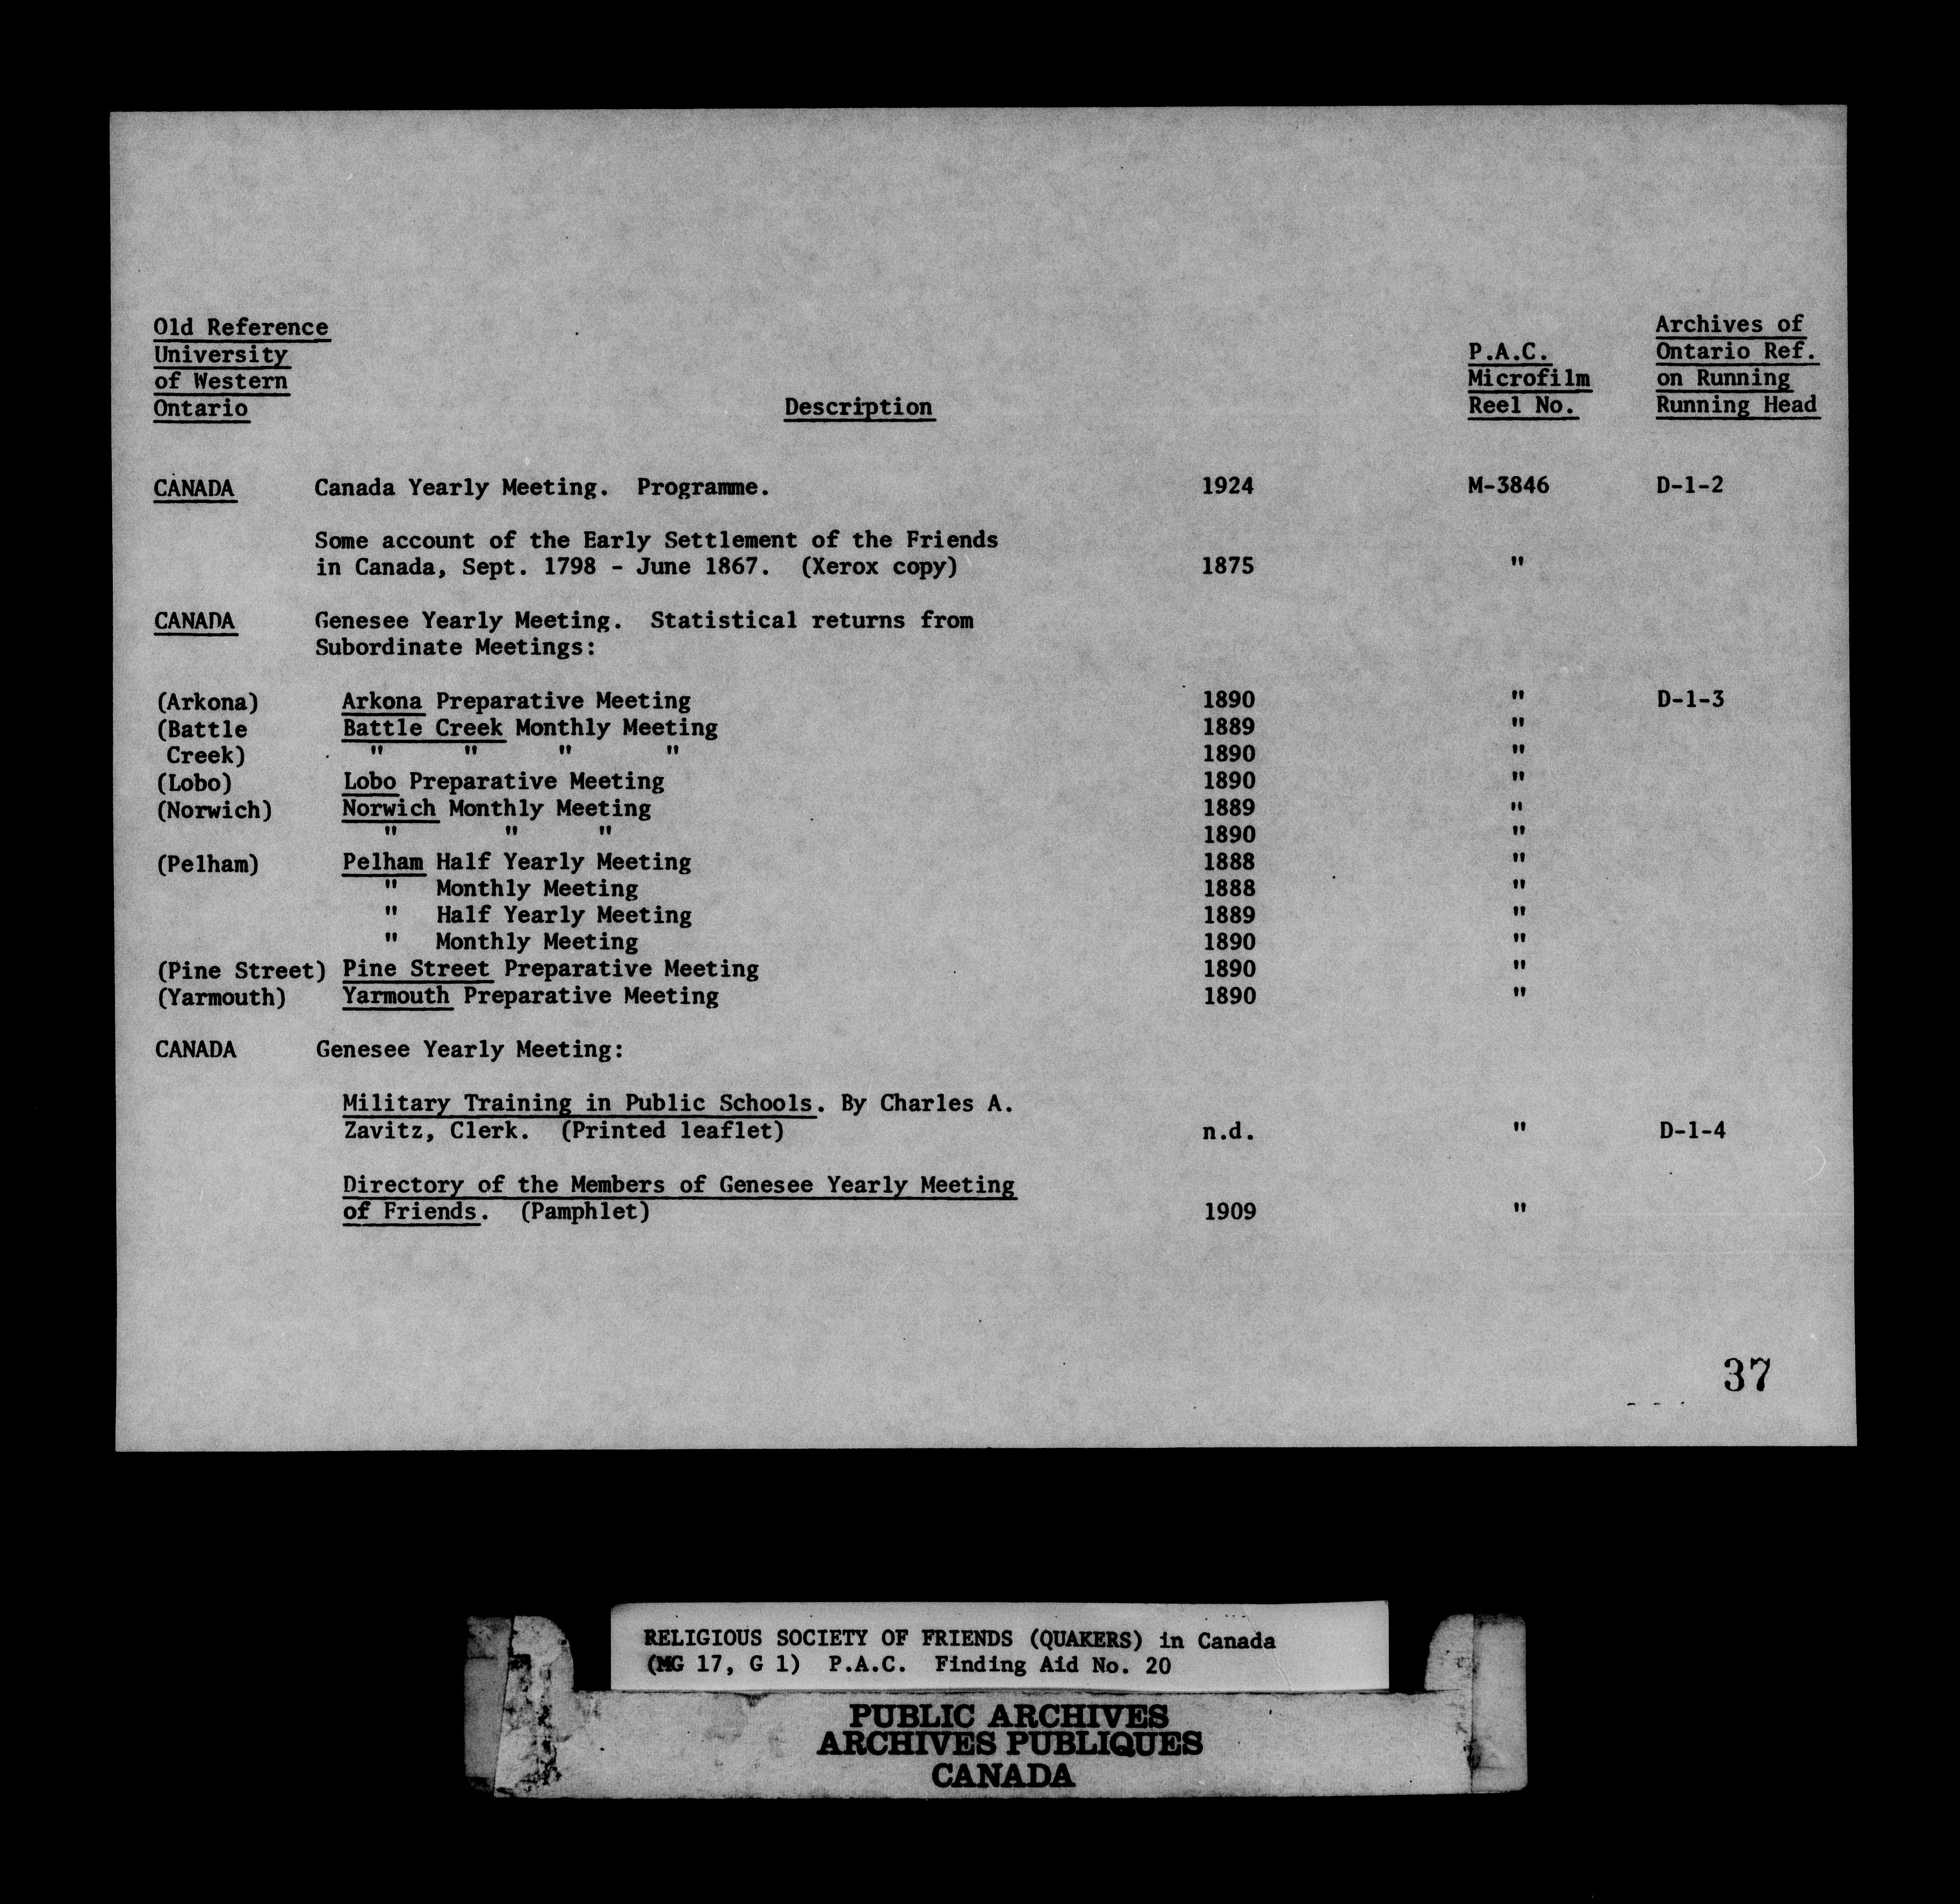 Old Reference
University
of Western
Ontario
Description
P.A.C.
Microfilm
Reel No.
Archives of
Ontario Ref.
on Running
Running Head
CANADA Canada Yearly Meeting. Programme. 1924 M-3846 D-1-2
Some account of the Early Settlement of the Friends
in Canada, Sept. 1798 - June 1867. (Xerox copy) 1875 "
CANADA Genesee Yearly Meeting. Statistical returns from
Subordinate Meetings:
(Arkona) Arkona Preparative Meeting 1890 " D-1-3
(Battle Battle Creek Monthly Meeting 1889 "
Creek) " " " " 1890 "
(Lobo) Lobo Preparative Meeting 1890 "
(Norwich) Norwich Monthly Meeting 1889 "
" " " 1890 "
(Pelham) Pelham Half Yearly Meeting 1888 "
" Monthly Meeting 1888 "
" Half Yearly Meeting 1889 "
" Monthly Meeting 1890 "
(Pine Street) Pine Street Preparative Meeting 1890 "
(Yarmouth) Yarmouth Preparative Meeting 1890 "
CANADA Genesee Yearly Meeting:
Military Training in Public Schools. By Charles A.
Zavitz, Clerk. (Printed leaflet) n.d. " D-1-4
Directory of the Members of Genesee Yearly Meeting
of Friends. (Pamphlet) 1909 "
37
RELIGIOUS SOCIETY OF FRIENDS (QUAKERS) in Canada
(MG 17, G 1) P.A.C. Finding Aid No. 20
PUBLIC ARCHIVES
ARCHIVES PUBLIQUES
CANADA